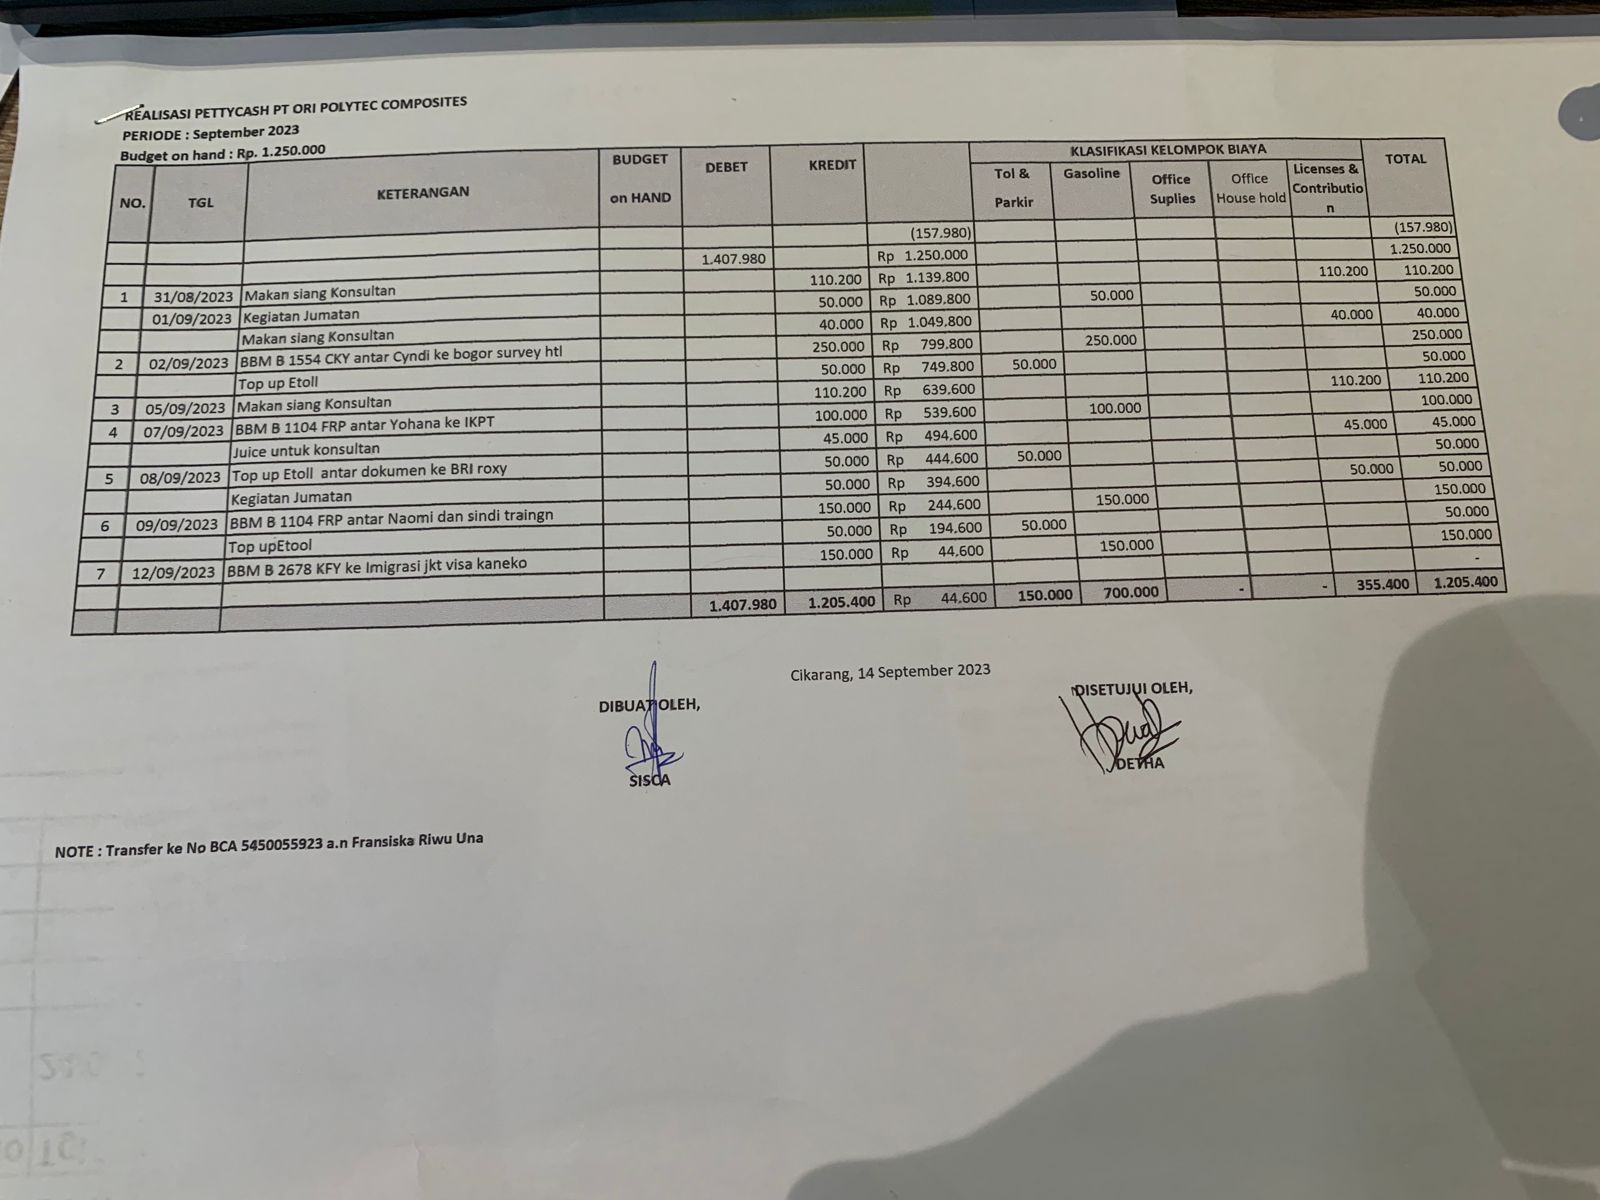 REALISASI PETTYCASH PT ORI POLYTEC COMPOSITES
PERIODE : September 2023
Budget on hand : Rp. 1.250.000
NO. TGL KETERANGAN BUDGET on HAND DEBET KREDIT KLASIFIKASI KELOMPOK BIAYA TOTAL
Tol & Parkir Gasoline Office Suplies Office House hold Licenses & Contributio n
(157.980) (157.980)
1.407.980 Rp 1.250.000 1.250.000
1 31/08/2023 Makan siang Konsultan 110.200 Rp 1.139.800 110.200 110.200
01/09/2023 Kegiatan Jumatan 50.000 Rp 1.089.800 50.000 50.000
Makan siang Konsultan 40.000 Rp 1.049.800 40.000 40.000
2 02/09/2023 BBM B 1554 CKY antar Cyndi ke bogor survey htl 250.000 Rp 799.800 250.000 250.000
Top up Etoll 50.000 Rp 749.800 50.000 50.000
3 05/09/2023 Makan siang Konsultan 110.200 Rp 639.600 110.200 110.200
4 07/09/2023 BBM B 1104 FRP antar Yohana ke IKPT 100.000 Rp 539.600 100.000 100.000
Juice untuk konsultan 45.000 Rp 494.600 45.000 45.000
5 08/09/2023 Top up Etoll antar dokumen ke BRI roxy 50.000 Rp 444.600 50.000 50.000
Kegiatan Jumatan 50.000 Rp 394.600 50.000 50.000
6 09/09/2023 BBM B 1104 FRP antar Naomi dan sindi traingn 150.000 Rp 244.600 150.000 150.000
Top upEtool 50.000 Rp 194.600 50.000 50.000
7 12/09/2023 BBM B 2678 KFY ke Imigrasi jkt visa kaneko 150.000 Rp 44.600 150.000 150.000
-
1.407.980 1.205.400 Rp 44.600 150.000 700.000 - - 355.400 1.205.400
Cikarang, 14 September 2023
DIBUAT OLEH, DISETUJUI OLEH,
SISCA DETHA
NOTE : Transfer ke No BCA 5450055923 a.n Fransiska Riwu Una